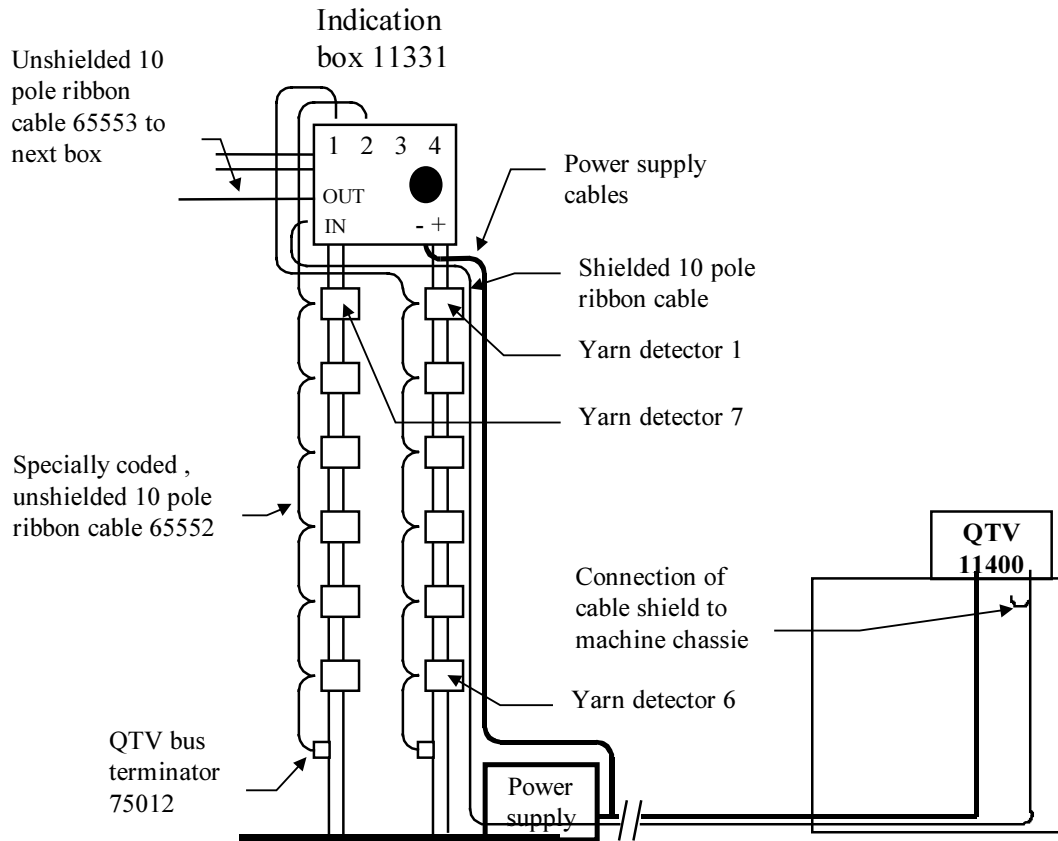 Indication
box 11331
Unshielded 10
pole ribbon
cable 65553 to
next box
1 2 3 4
OUT
IN - +
Power supply
cables
Shielded 10 pole
ribbon cable
Yarn detector 1
Yarn detector 7
Specially coded ,
unshielded 10 pole
ribbon cable 65552
QTV
11400
Connection of
cable shield to
machine chassie
Yarn detector 6
QTV bus
terminator
75012
Power
supply